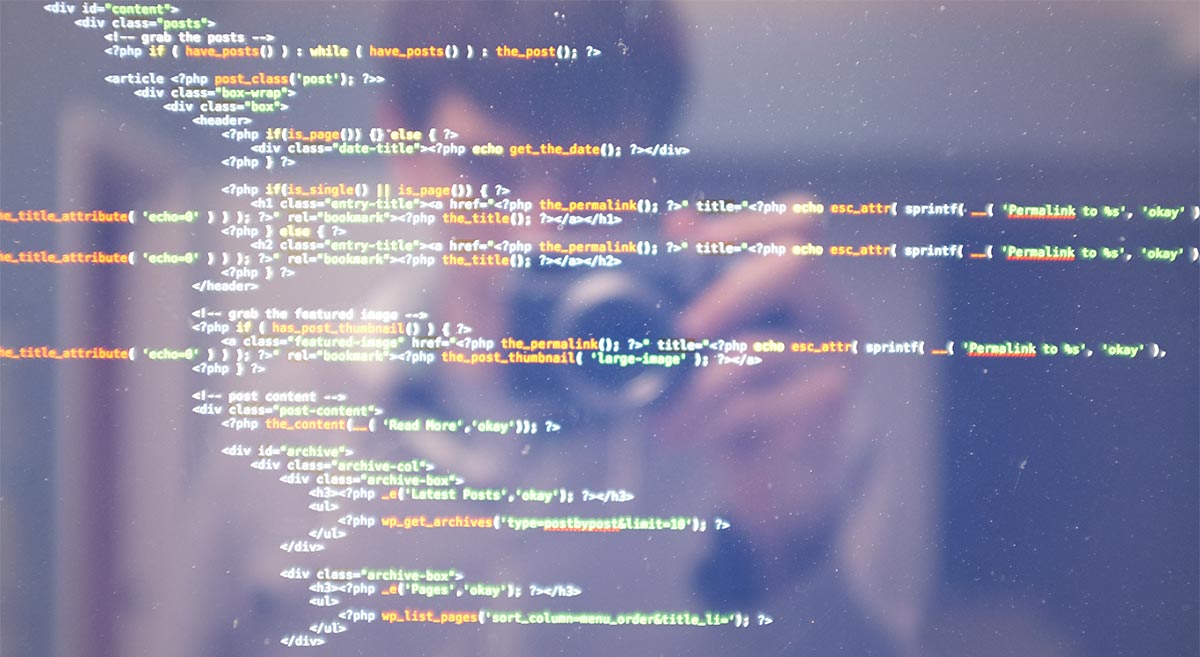 <div id="content">
<div class="posts">
<!-- grab the posts -->
<?php if ( have_posts() ) : while ( have_posts() ) : the_post(); ?>
<article <?php post_class('post'); ?>>
<div class="box-wrap">
<div class="box">
<header>
<?php if(is_page()) {} else { ?>
<div class="date-title"><?php echo get_the_date(); ?></div>
<?php } ?>
<?php if(is_single() || is_page()) { ?>
<h1 class="entry-title"><a href="<?php the_permalink(); ?>" title="<?php echo esc_attr( sprintf( __( 'Permalink to %s', 'okay' )
he_title_attribute( 'echo=0' ) ) ); ?>" rel="bookmark"><?php the_title(); ?></a></h1>
<?php } else { ?>
<h2 class="entry-title"><a href="<?php the_permalink(); ?>" title="<?php echo esc_attr( sprintf( __( 'Permalink to %s', 'okay' )
he_title_attribute( 'echo=0' ) ) ); ?>" rel="bookmark"><?php the_title(); ?></a></h2>
<?php } ?>
</header>
<!-- grab the featured image -->
<?php if ( has_post_thumbnail() ) { ?>
<a class="featured-image" href="<?php the_permalink(); ?>" title="<?php echo esc_attr( sprintf( __( 'Permalink to %s', 'okay' ),
he_title_attribute( 'echo=0' ) ) ); ?>" rel="bookmark"><?php the_post_thumbnail( 'large-image' ); ?></a>
<?php } ?>
<!-- post content -->
<div class="post-content">
<?php the_content(__( 'Read More','okay')); ?>
<div id="archive">
<div class="archive-col">
<div class="archive-box">
<h3><?php _e('Latest Posts','okay'); ?></h3>
<ul>
<?php wp_get_archives('type=postbypost&limit=10'); ?>
</ul>
</div>
<div class="archive-box">
<h3><?php _e('Pages','okay'); ?></h3>
<ul>
<?php wp_list_pages('sort_column=menu_order&title_li='); ?>
</ul>
</div>